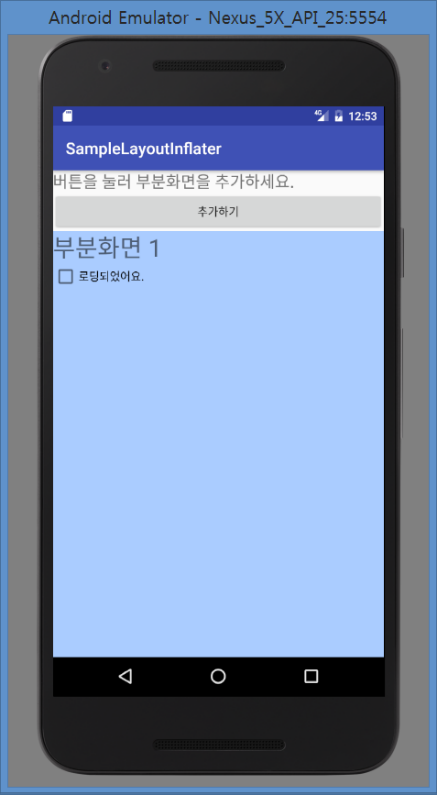 Android Emulator - Nexus_5X_API_25:5554
4G 12:53
SampleLayoutInflater
버튼을 눌러 부분화면을 추가하세요.
추가하기
부분화면 1
로딩되었어요.